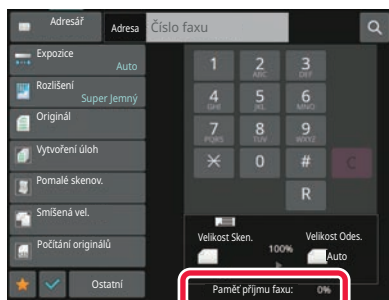 Adresář
Adresa
Číslo faxu
Expozice
Auto
Rozlišení
Super Jemný
Originál
Vytvoření úloh
Pomalé skenov.
Smíšená vel.
Počítání originálů
Ostatní
1
2
ABC
3
DEF
4
GHI
5
JKL
6
MNO
7
PQRS
8
TUV
9
WXYZ
0
#
C
R
Velikost Sken.
100%
Velikost Odes.
Auto
Paměť příjmu faxu: 0%